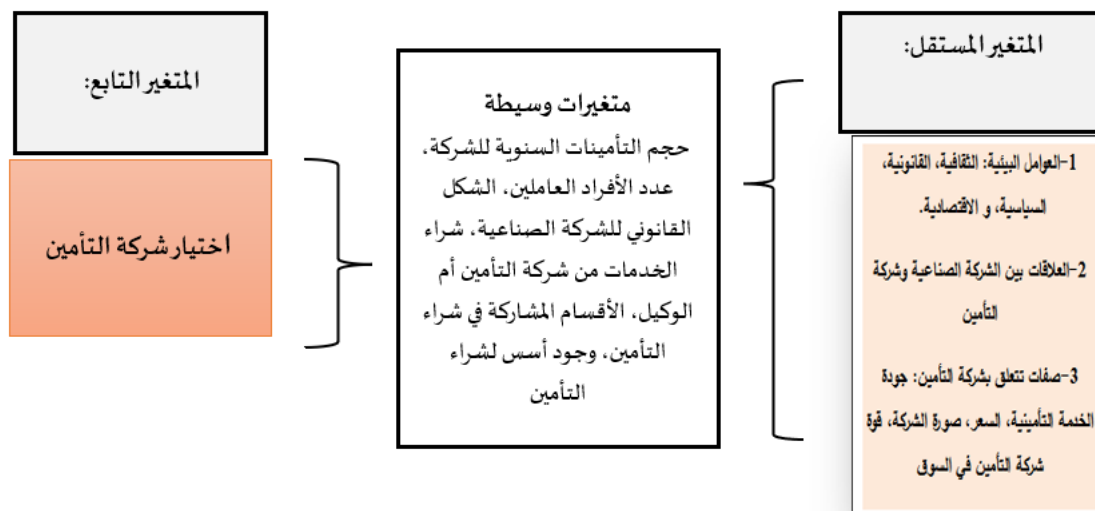 المتغير المستقل:
1-العوامل البيئية: الثقافية، القانونية،
السياسية، و الاقتصادية.
2-العلاقات بين الشركة الصناعية وشركة
التأمين
3-صفات تتعلق بشركة التأمين: جودة
الخدمة التأمينية، السعر، صورة الشركة، قوة
شركة التأمين في السوق
متغيرات وسيطة
حجم التأمينات السنوية للشركة،
عدد الأفراد العاملين، الشكل
القانوني للشركة الصناعية، شراء
الخدمات من شركة التأمين أم
الوكيل، الأقسام المشاركة في شراء
التأمين، وجود أسس لشراء
التأمين
المتغير التابع:
أختيار شركة التأمين